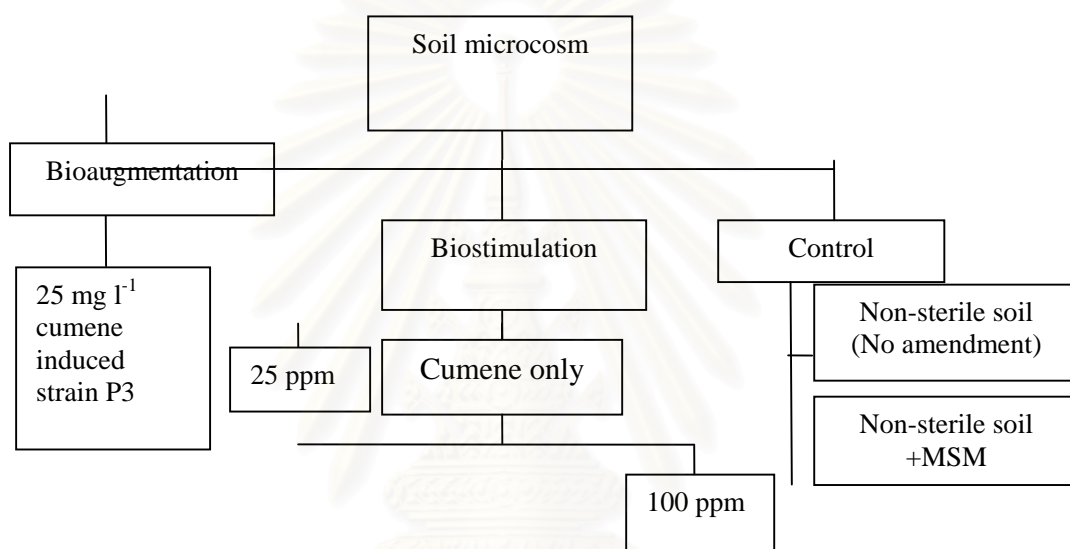 Soil microcosm
Bioaugmentation
Biostimulation
Control
25 mg l⁻¹
cumene
induced
strain P3
25 ppm
Cumene only
Non-sterile soil
(No amendment)
Non-sterile soil
+MSM
100 ppm